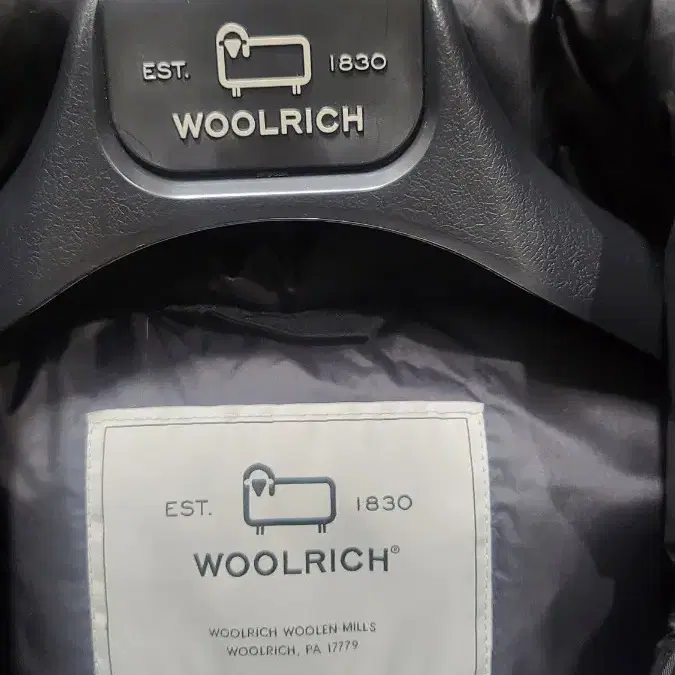 EST. 1830
WOOLRICH
EST. 1830
WOOLRICH®
WOOLRICH WOOLEN MILLS
WOOLRICH, PA 17779